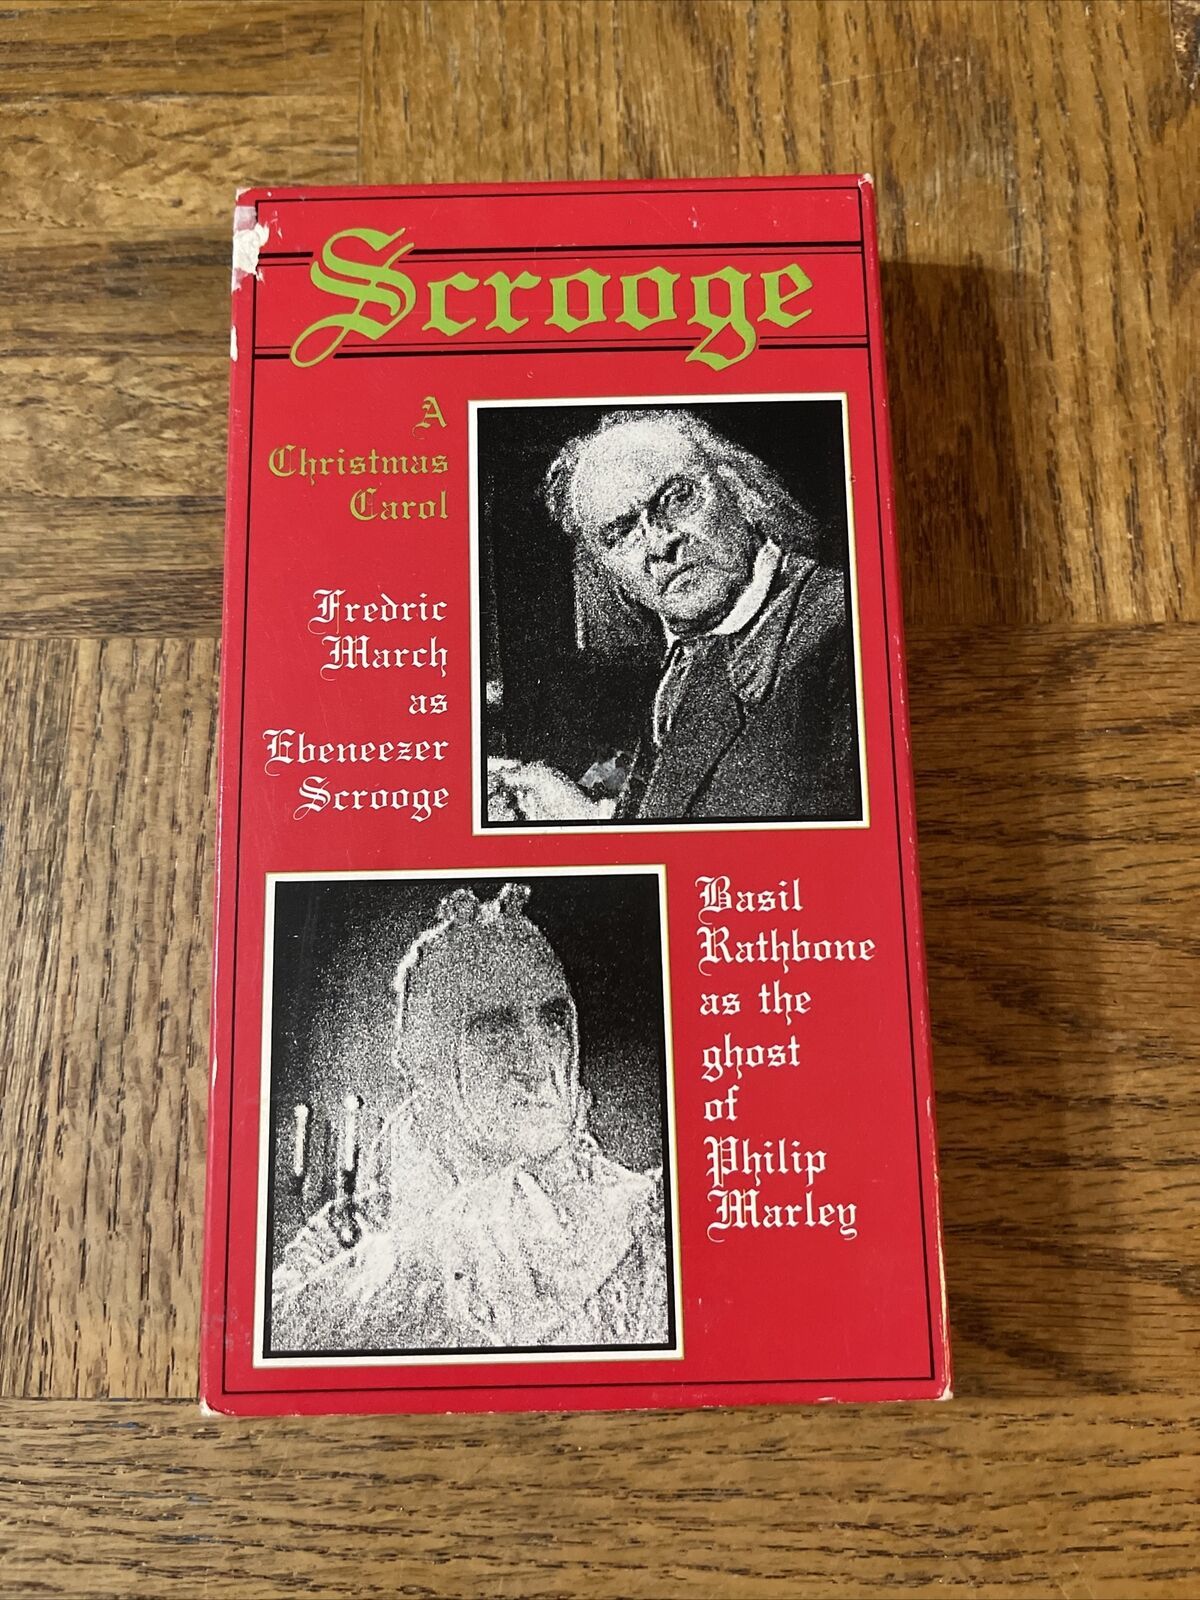 Scrooge
A
Christmas
Carol
Fredric
March
as
Ebeneezer
Scrooge
Basil
Rathbone
as the
ghost
of
Philip
Marley